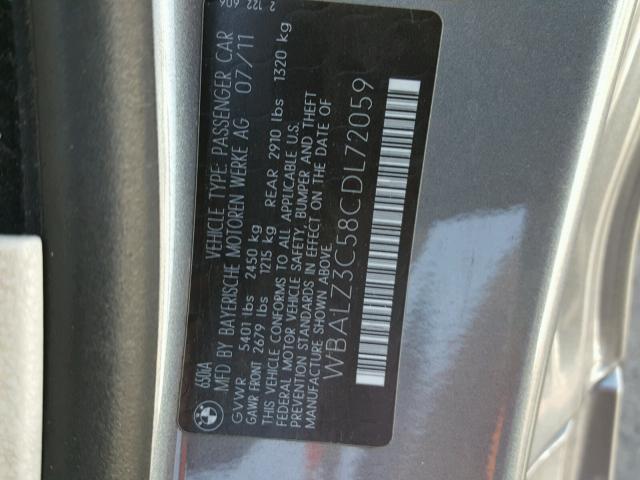 2 122 606
650IA
VEHICLE TYPE PASSENGER CAR
MFD BY BAYERISCHE MOTOREN WERKE AG 07/11
GVWR 5401 lbs 2450 kg
GAWR FRONT 2679 lbs 1215 kg REAR 2910 lbs 1320 kg
THIS VEHICLE CONFORMS TO ALL APPLICABLE U.S.
FEDERAL MOTOR VEHICLE SAFETY, BUMPER AND THEFT
PREVENTION STANDARDS IN EFFECT ON THE DATE OF
MANUFACTURE SHOWN ABOVE
WBALZ3C58CDL72059